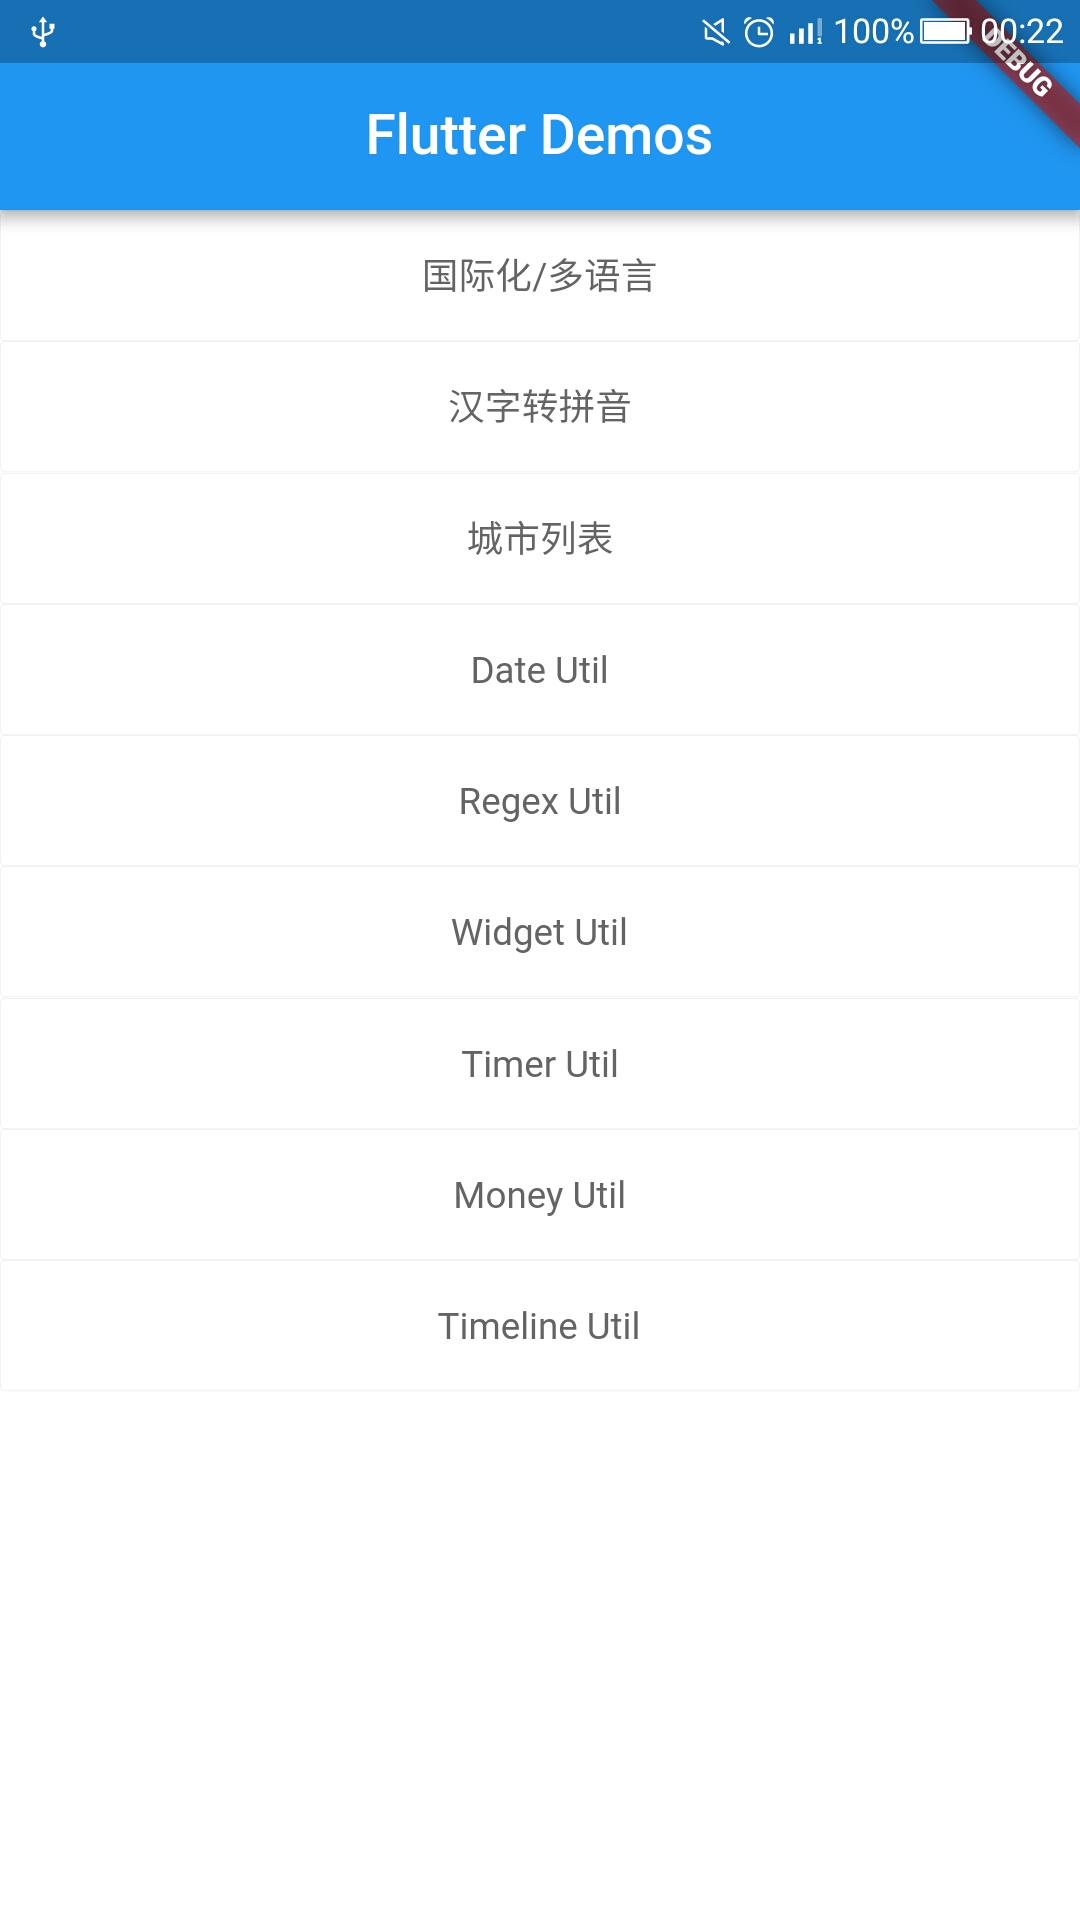 100% 00:22
DEBUG
Flutter Demos
国际化/多语言
汉字转拼音
城市列表
Date Util
Regex Util
Widget Util
Timer Util
Money Util
Timeline Util